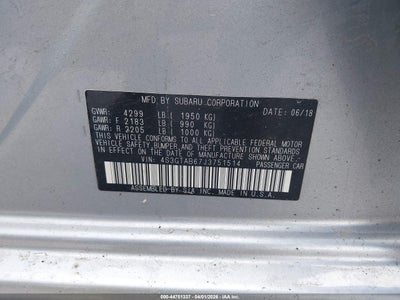 MFD BY SUBARU CORPORATION
GVWR: 4299 LB ( 1950 KG) DATE: 06/18
GAWR: F 2183 LB ( 990 KG)
GAWR: R 2205 LB ( 1000 KG)
THIS VEHICLE CONFORMS TO ALL APPLICABLE FEDERAL MOTOR
VEHICLE SAFETY, BUMPER, AND THEFT PREVENTION STANDARDS
IN EFFECT ON THE DATE OF MANUFACTURE SHOWN ABOVE.
VIN: 4S3GTAB67J3751514 PASSENGER CAR
ASSEMBLED BY SIA, INC.
000-44751337 - 04/01/2026 - IAA Inc.